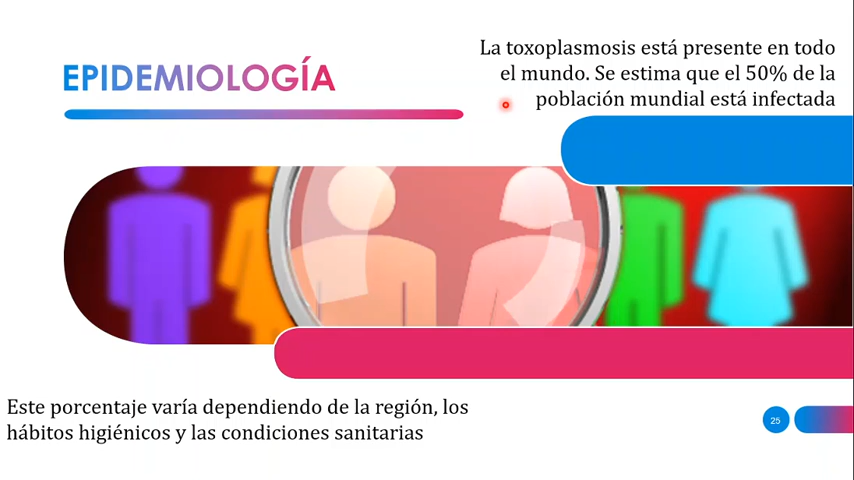 EPIDEMIOLOGÍA
La toxoplasmosis está presente en todo
el mundo. Se estima que el 50% de la
población mundial está infectada
Este porcentaje varía dependiendo de la región, los
hábitos higiénicos y las condiciones sanitarias
25